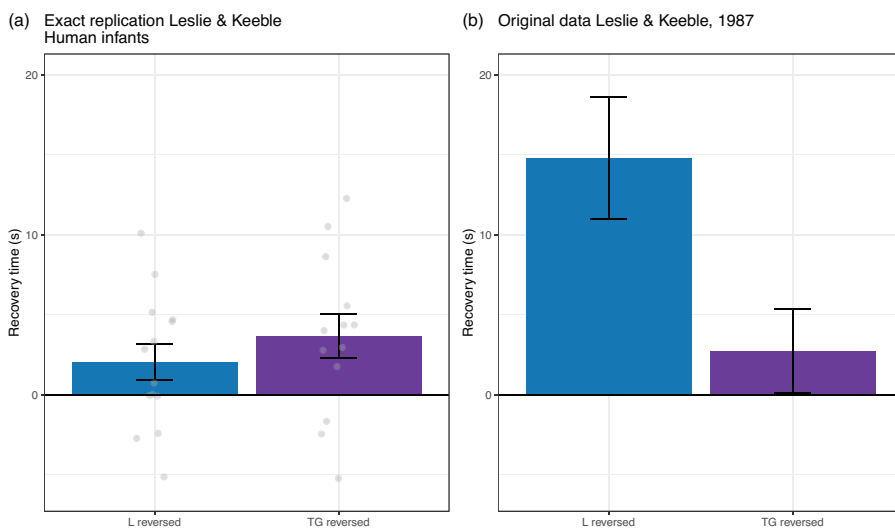 (a) Exact replication Leslie & Keeble
Human infants
Recovery time (s)
20
10
0
L reversed TG reversed
(b) Original data Leslie & Keeble, 1987
Recovery time (s)
20
10
0
L reversed TG reversed